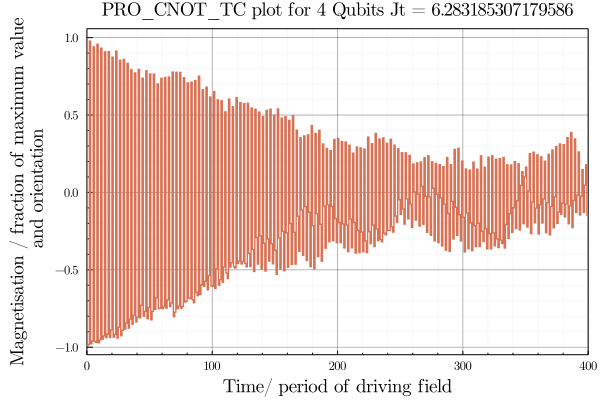 PRO_CNOT_TC plot for 4 Qubits Jt = 6.283185307179586
Magnetisation / fraction of maximum value
and orientation
1.0
0.5
0.0
−0.5
−1.0
0 100 200 300 400
Time/ period of driving field